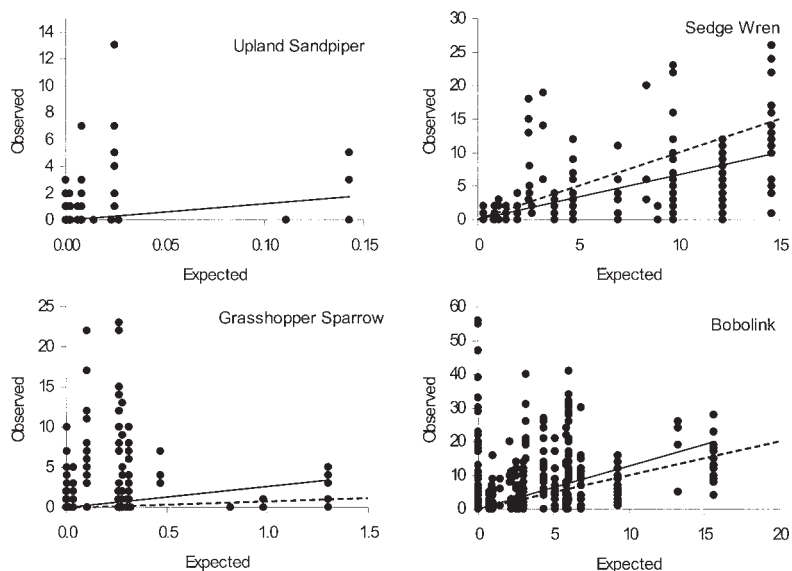 Upland Sandpiper
Observed
14
12
10
8
6
4
2
0
0.00 0.05 0.10 0.15
Expected
Sedge Wren
Observed
30
25
20
15
10
5
0
0 5 10 15
Expected
Grasshopper Sparrow
Observed
25
20
15
10
5
0
0.0 0.5 1.0 1.5
Expected
Bobolink
Observed
60
50
40
30
20
10
0
0 5 10 15 20
Expected